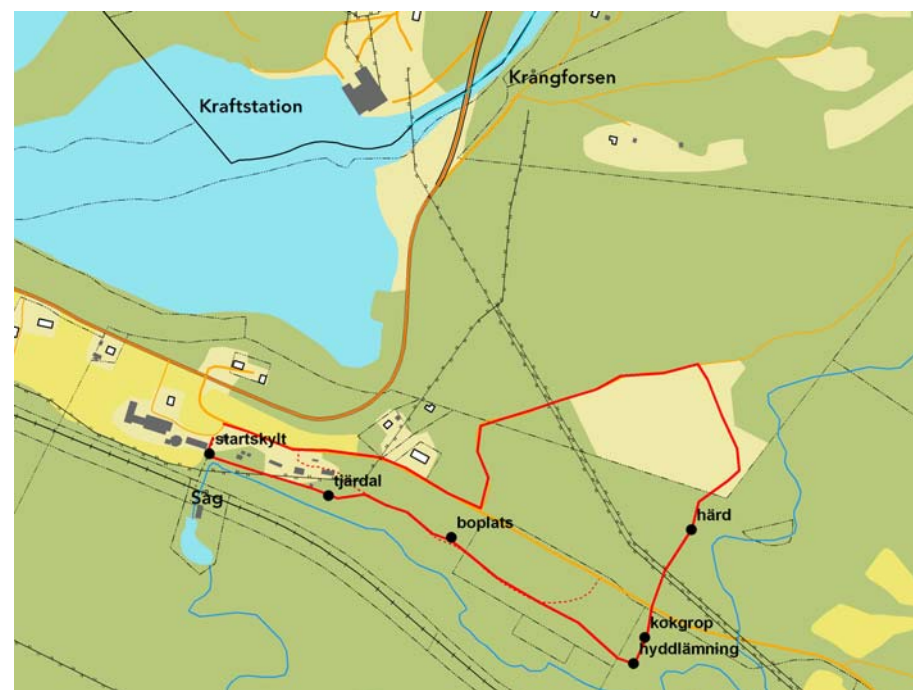 Krångforsen
Kraftstation
startskylt
tjärdal
Såg
boplats
härd
kokgrop
hyddlämning